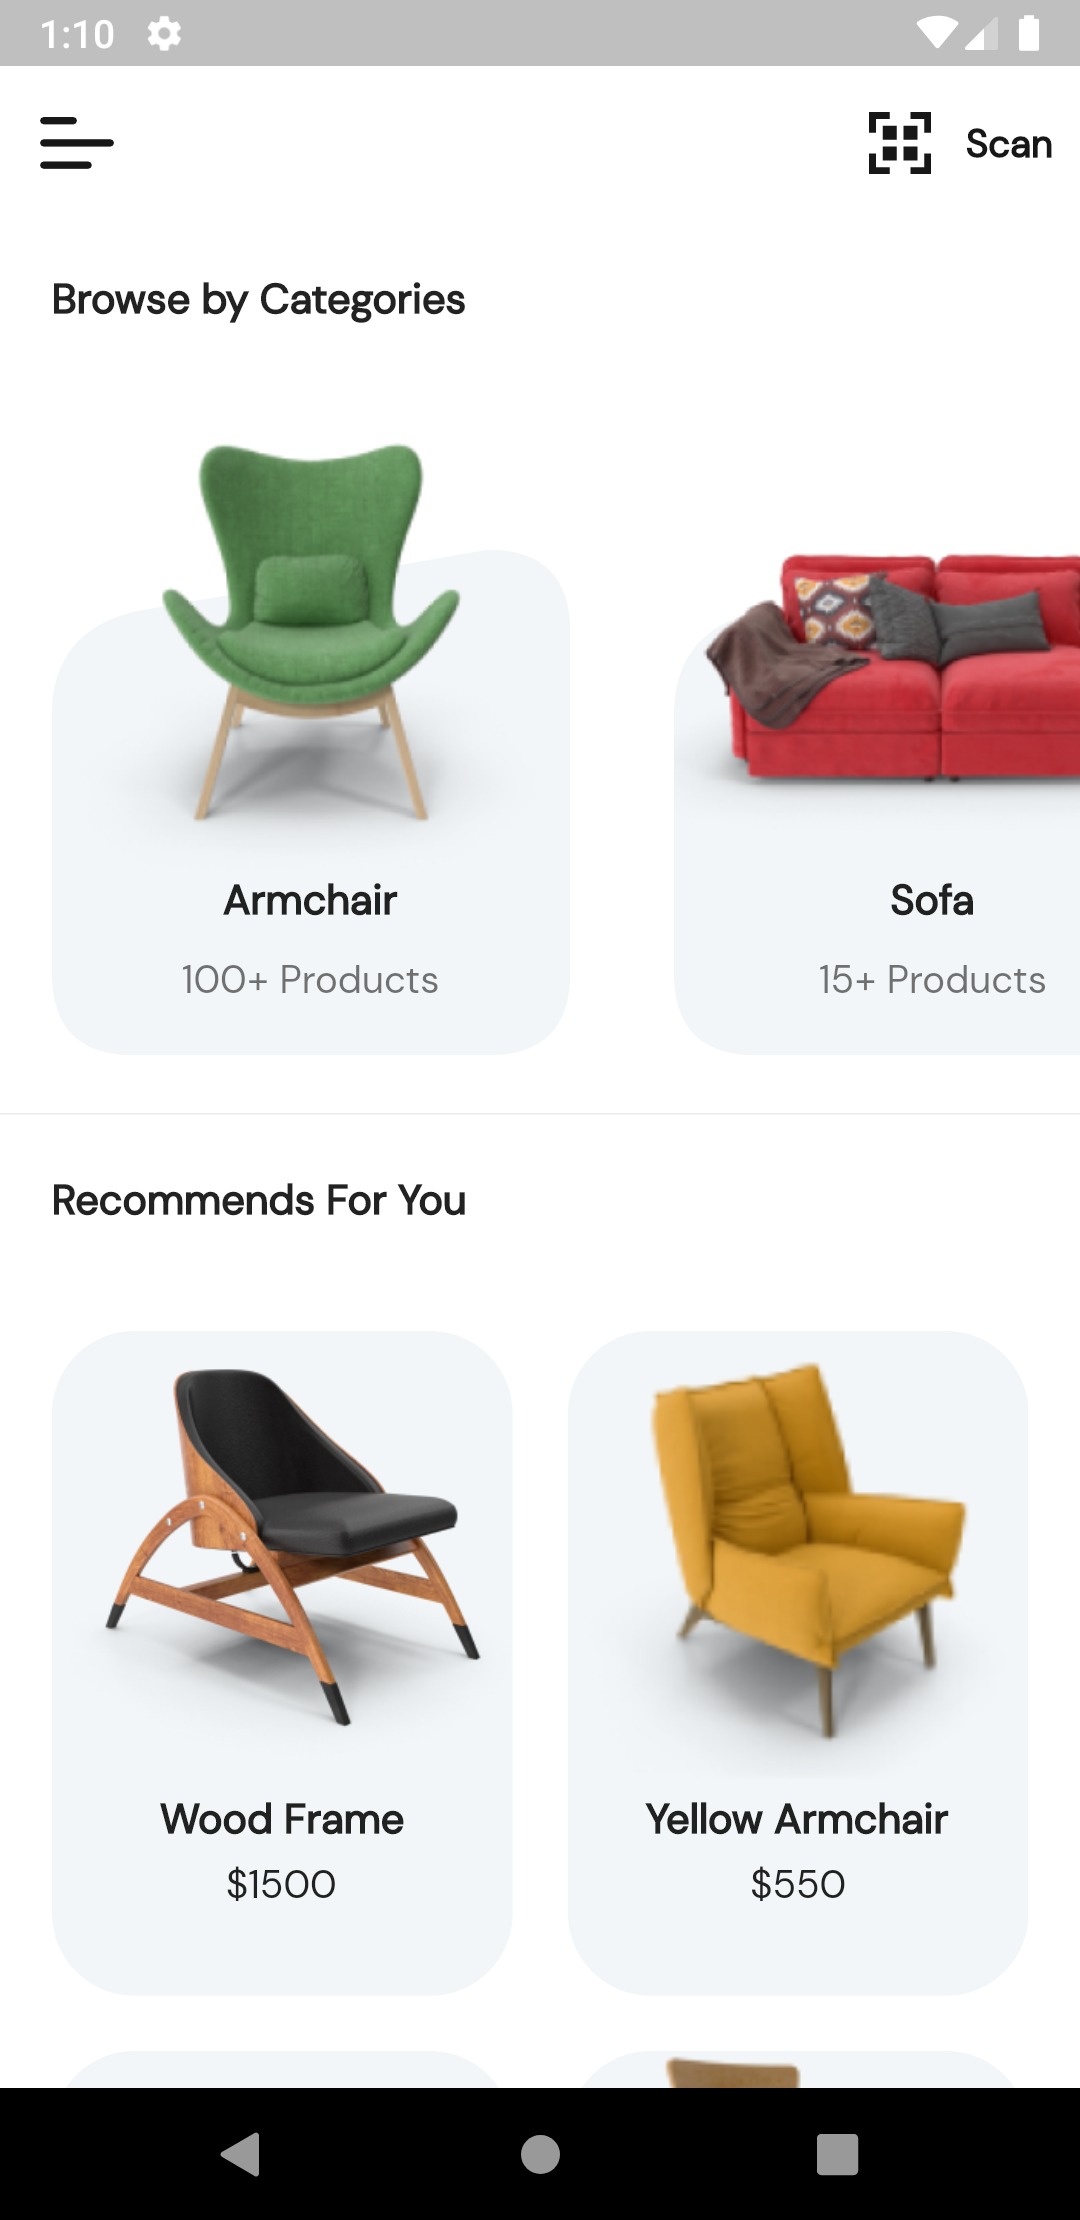 1:10
Scan
Browse by Categories
Armchair
100+ Products
Sofa
15+ Products
Recommends For You
Wood Frame
$1500
Yellow Armchair
$550